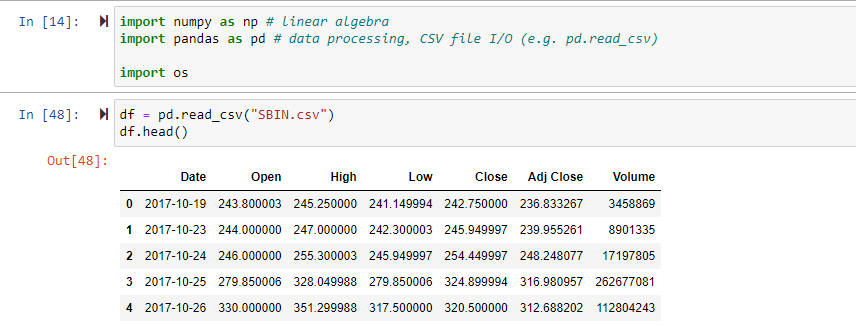 In [14]: import numpy as np # linear algebra
import pandas as pd # data processing, CSV file I/O (e.g. pd.read_csv)
import os
In [48]: df = pd.read_csv("SBIN.csv")
df.head()
Out[48]:
Date Open High Low Close Adj Close Volume
0 2017-10-19 243.800003 245.250000 241.149994 242.750000 236.833267 3458869
1 2017-10-23 244.000000 247.000000 242.300003 245.949997 239.955261 8901335
2 2017-10-24 246.000000 255.300003 245.949997 254.449997 248.248077 17197805
3 2017-10-25 279.850006 328.049988 279.850006 324.899994 316.980957 262677081
4 2017-10-26 330.000000 351.299988 317.500000 320.500000 312.688202 112804243